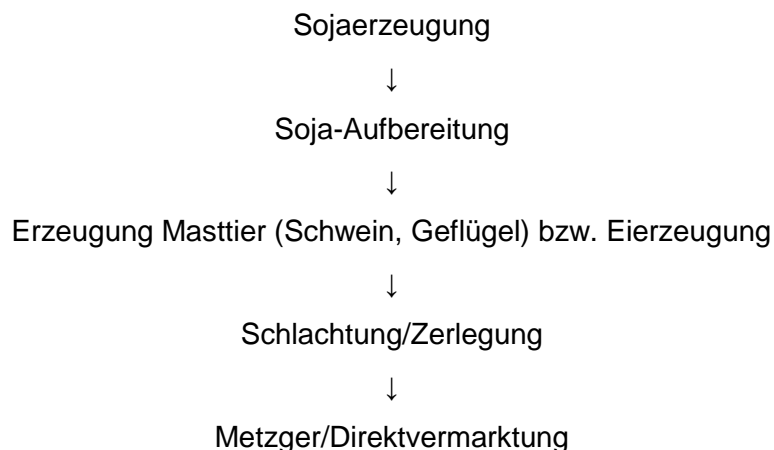 Sojaerzeugung
↓
Soja-Aufbereitung
↓
Erzeugung Masttier (Schwein, Geflügel) bzw. Eierzeugung
↓
Schlachtung/Zerlegung
↓
Metzger/Direktvermarktung